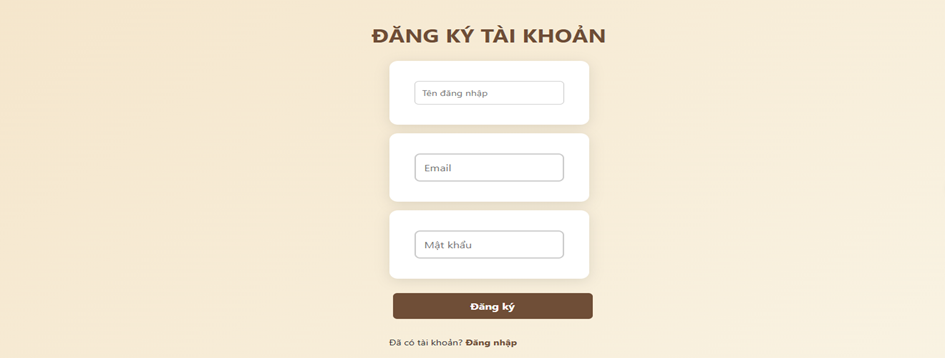 ĐĂNG KÝ TÀI KHOẢN
Tên đăng nhập
Email
Mật khẩu
Đăng ký
Đã có tài khoản? Đăng nhập